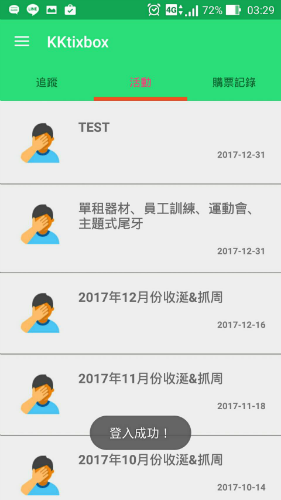 4G 72% 03:29
KKtixbox
追蹤 活動 購票記錄
TEST
2017-12-31
單租器材、員工訓練、運動會、
主題式尾牙
2017-12-31
2017年12月份收涎&抓周
2017-12-16
2017年11月份收涎&抓周
2017-11-18
登入成功！
2017年10月份收涎&抓周
2017-10-14